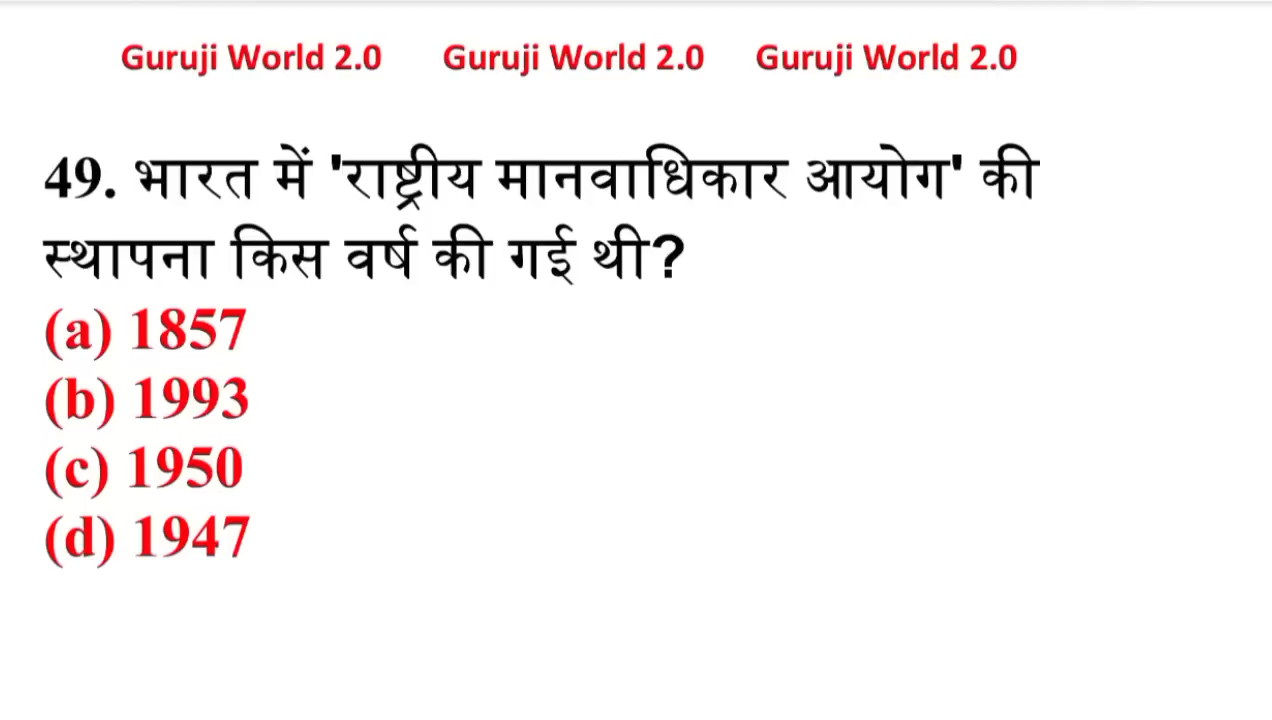 Guruji World 2.0 Guruji World 2.0 Guruji World 2.0
49. भारत में 'राष्ट्रीय मानवाधिकार आयोग' की
स्थापना किस वर्ष की गई थी?
(a) 1857
(b) 1993
(c) 1950
(d) 1947